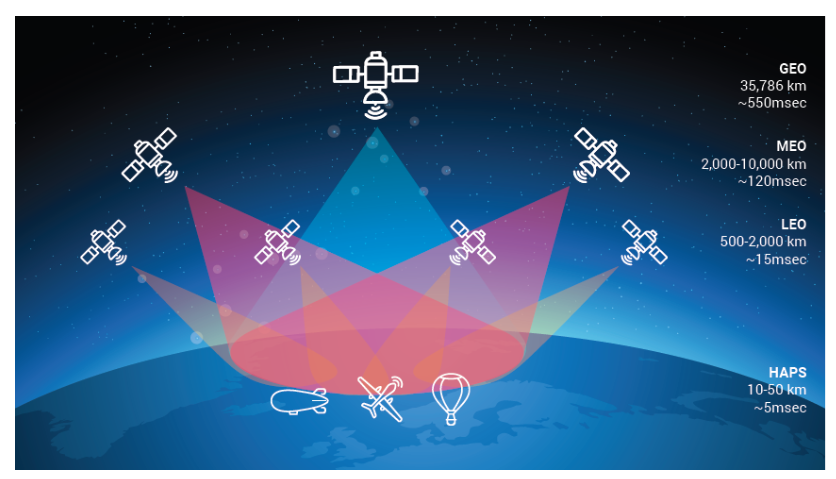 GEO
35,786 km
~550msec
MEO
2,000-10,000 km
~120msec
LEO
500-2,000 km
~15msec
HAPS
10-50 km
~5msec